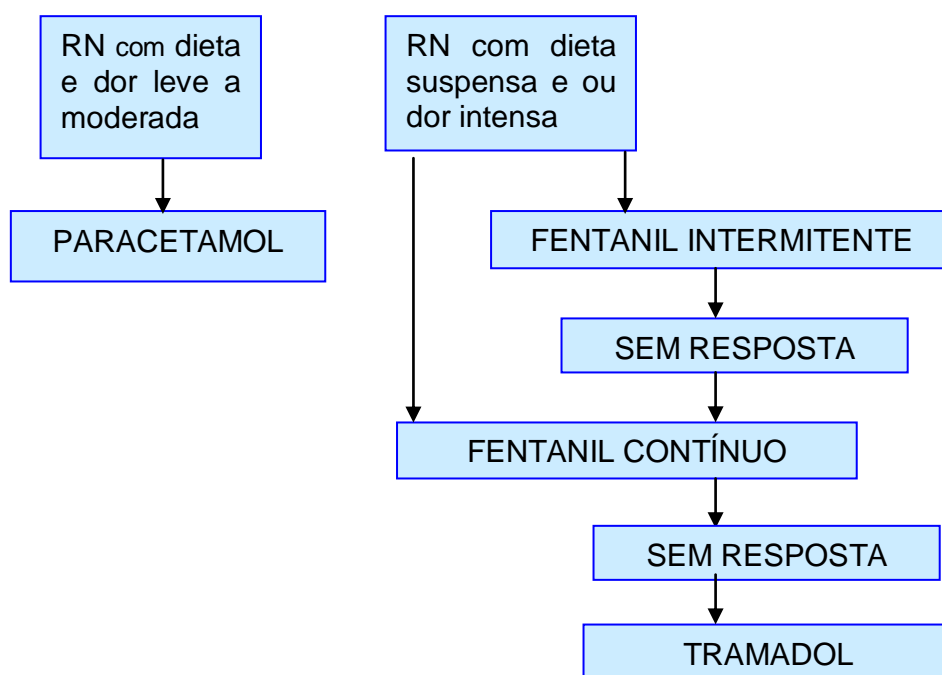 RN com dieta
e dor leve a
moderada
RN com dieta
suspensa e ou
dor intensa
PARACETAMOL
FENTANIL INTERMITENTE
SEM RESPOSTA
FENTANIL CONTÍNUO
SEM RESPOSTA
TRAMADOL